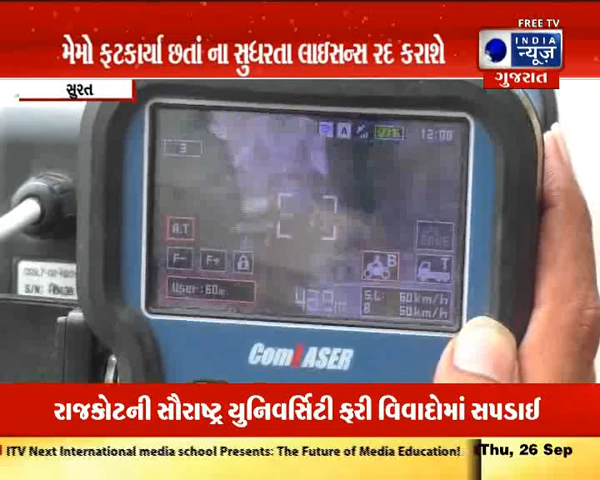 FREE TV
મેમો ફટકાર્યા છતાં ના સુધરતા લાઇસન્સ રદ કરાશે
INDIA
ન્યૂઝ
ગુજરાત
સુરત
A
12:00
3
A.T
F-
F+
B
T
User:60m
S.L: 60km/h
B 50km/h
S/N:
ComLASER
રાજકોટની સૌરાષ્ટ્ર યુનિવર્સિટી ફરી વિવાદોમાં સપડાઈ
ITV Next International media school Presents: The Future of Media Education!
Thu, 26 Sep